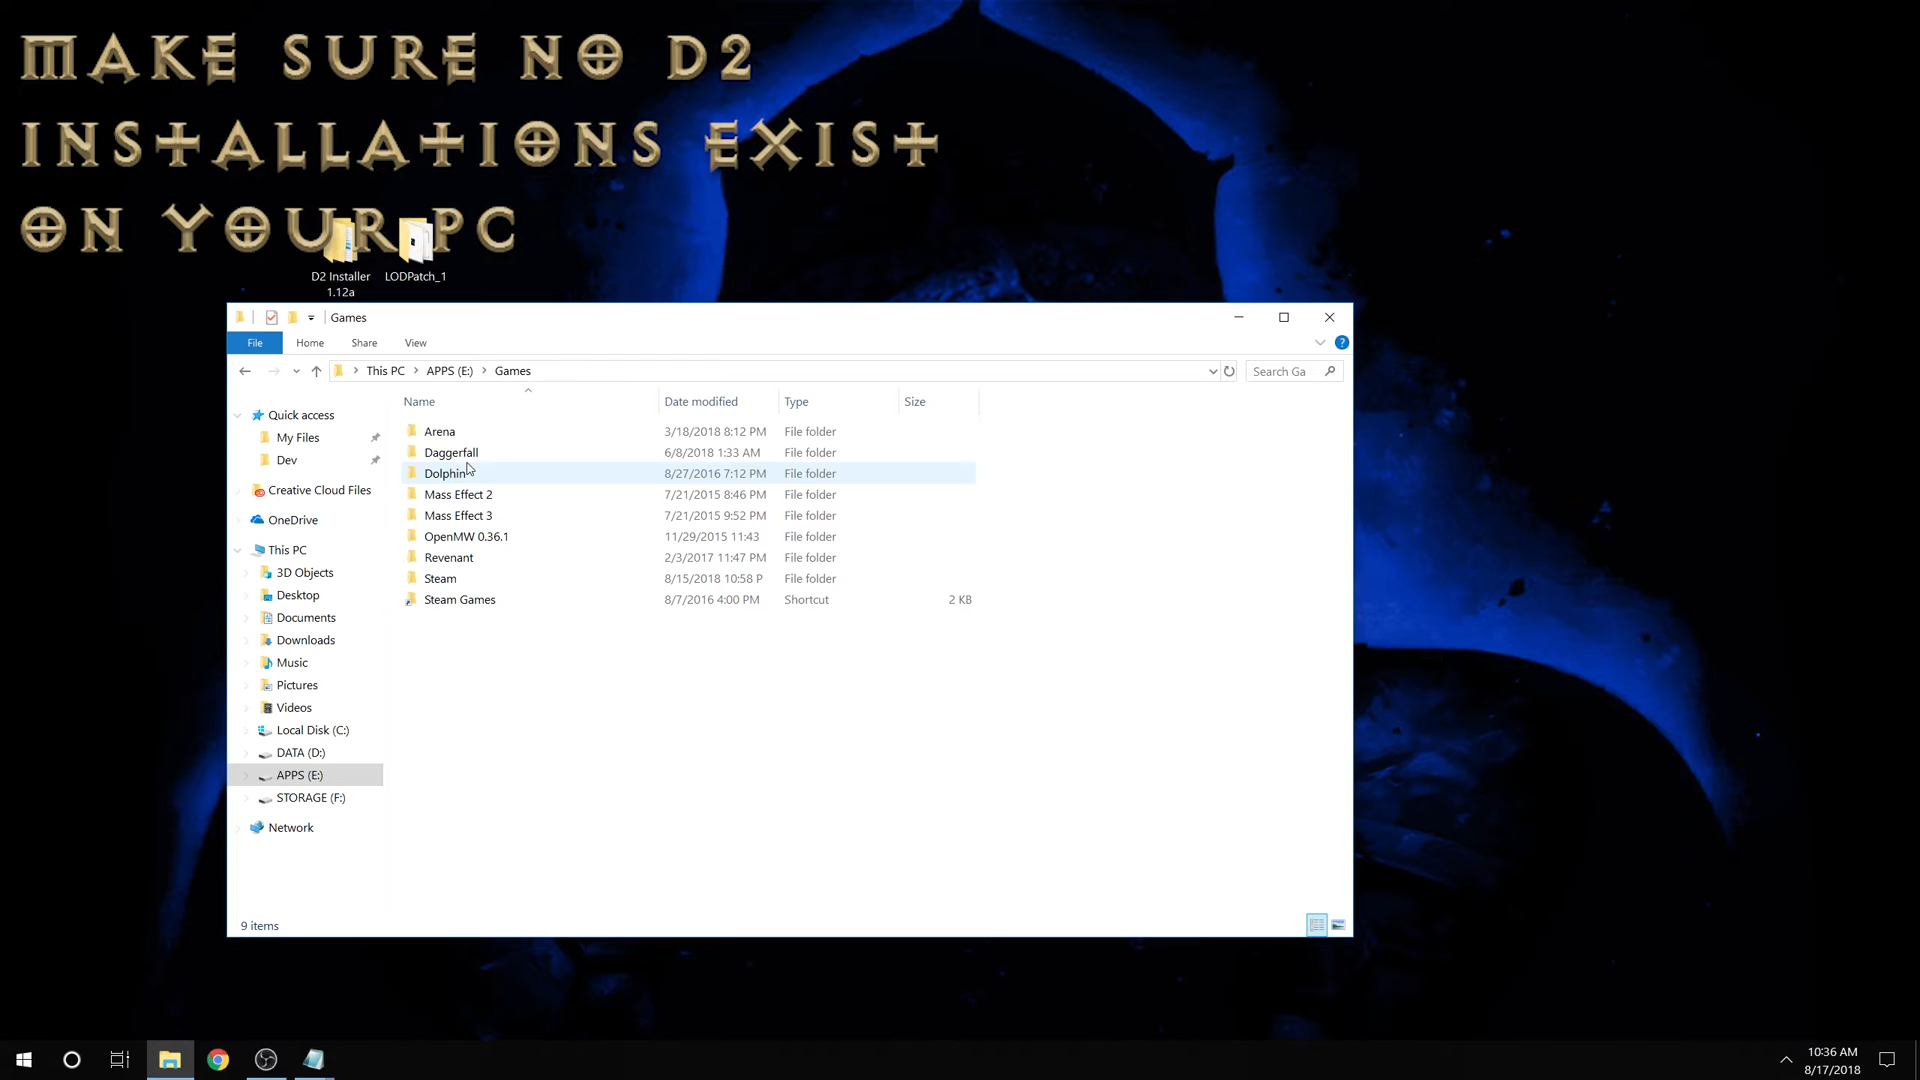 MAKE SURE NO D2
INSTALLATIONS EXIST
ON YOUR PC
D2 Installer
1.12a
LODPatch_1
Games
File
Home
Share
View
This PC
APPS (E:)
Games
Search Ga
Name
Date modified
Type
Size
Arena 3/18/2018 8:12 PM File folder
Daggerfall 6/8/2018 1:33 AM File folder
Dolphin 8/27/2016 7:12 PM File folder
Mass Effect 2 7/21/2015 8:46 PM File folder
Mass Effect 3 7/21/2015 9:52 PM File folder
OpenMW 0.36.1 11/29/2015 11:43 File folder
Revenant 2/3/2017 11:47 PM File folder
Steam 8/15/2018 10:58 P File folder
Steam Games 8/7/2016 4:00 PM Shortcut 2 KB
Quick access
My Files
Dev
Creative Cloud Files
OneDrive
This PC
3D Objects
Desktop
Documents
Downloads
Music
Pictures
Videos
Local Disk (C:)
DATA (D:)
APPS (E:)
STORAGE (F:)
Network
9 items
10:36 AM
8/17/2018